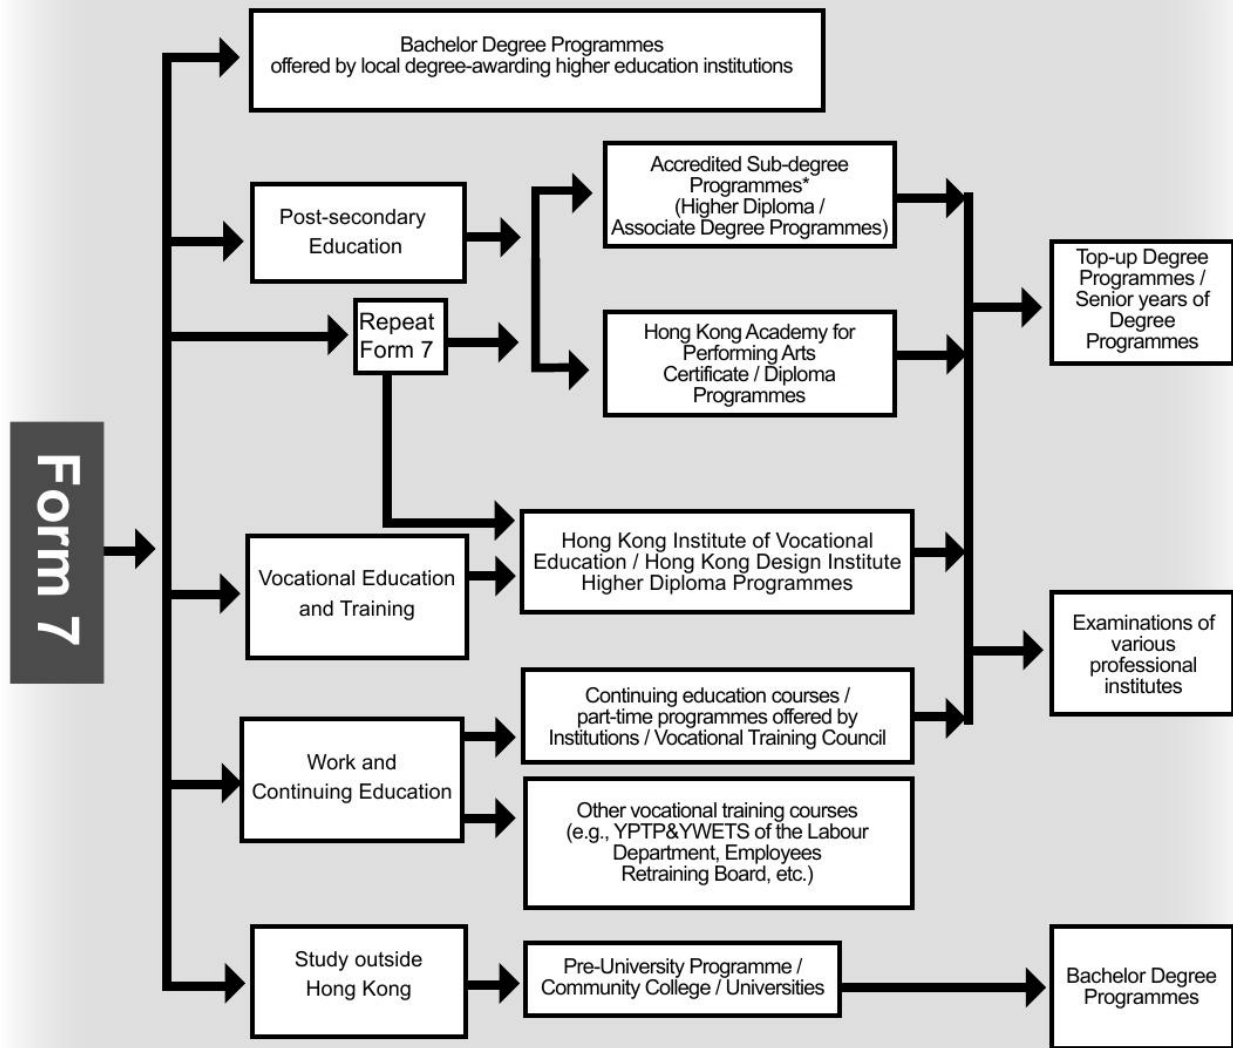 Form 7
Bachelor Degree Programmes
offered by local degree-awarding higher education institutions
Post-secondary
Education
Accredited Sub-degree
Programmes*
(Higher Diploma /
Associate Degree Programmes)
Repeat
Form 7
Hong Kong Academy for
Performing Arts
Certificate / Diploma
Programmes
Top-up Degree
Programmes /
Senior years of
Degree
Programmes
Vocational Education
and Training
Hong Kong Institute of Vocational
Education / Hong Kong Design Institute
Higher Diploma Programmes
Examinations of
various
professional
institutes
Work and
Continuing Education
Continuing education courses /
part-time programmes offered by
Institutions / Vocational Training Council
Other vocational training courses
(e.g., YPTP&YWETS of the Labour
Department, Employees
Retraining Board, etc.)
Study outside
Hong Kong
Pre-University Programme /
Community College / Universities
Bachelor Degree
Programmes